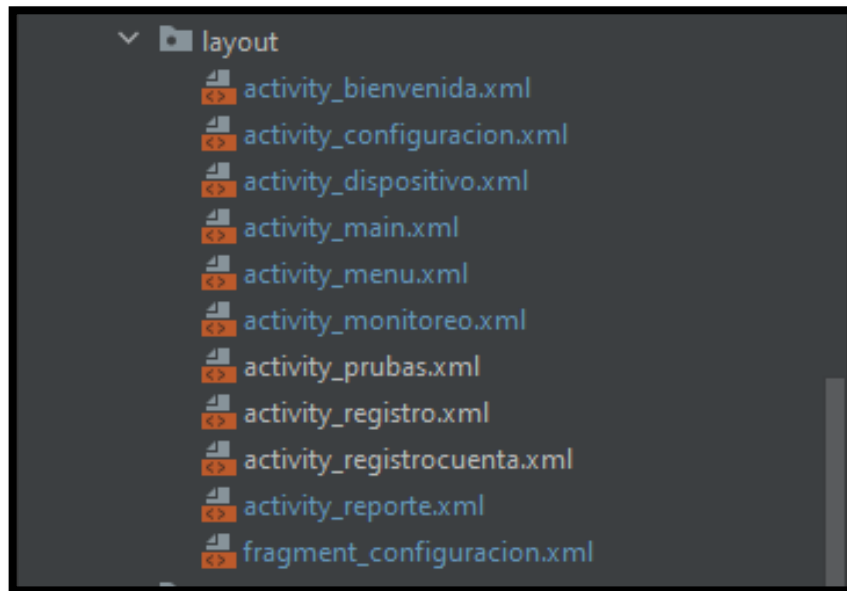 layout
activity_bienvenida.xml
activity_configuracion.xml
activity_dispositivo.xml
activity_main.xml
activity_menu.xml
activity_monitoreo.xml
activity_prubas.xml
activity_registro.xml
activity_registrocuenta.xml
activity_reporte.xml
fragment_configuracion.xml